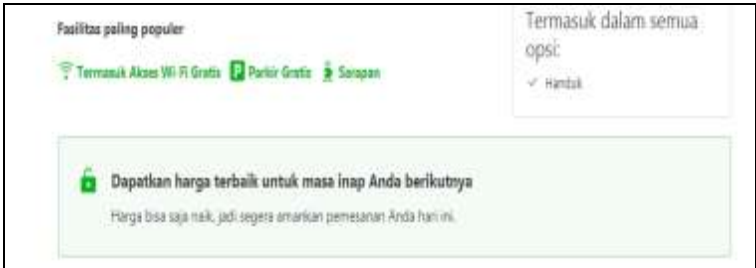 Fasilitas paling populer
Termasuk Akses Wi-Fi Gratis P Parkir Gratis Sarapan
Termasuk dalam semua
opsi:
✓ Handuk
Dapatkan harga terbaik untuk masa inap Anda berikutnya
Harga bisa saja naik, jadi segera amankan pemesanan Anda hari ini.